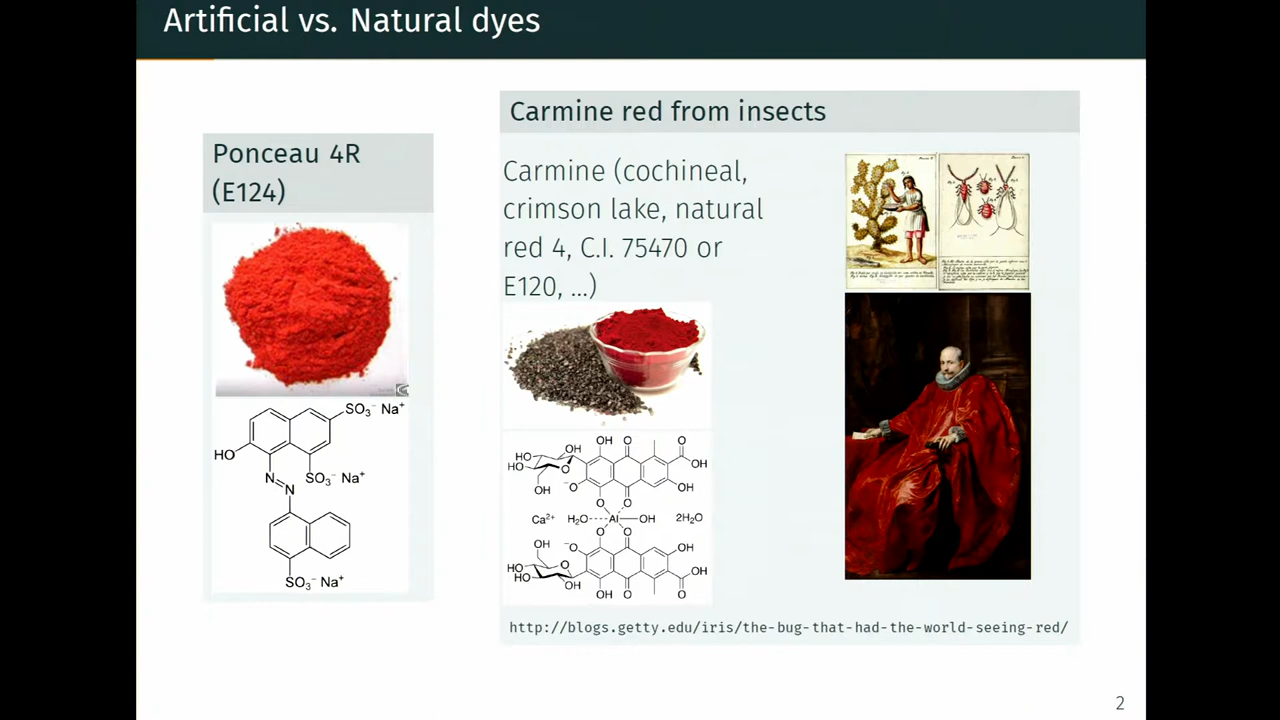 Artificial vs. Natural dyes
Ponceau 4R
(E124)
SO₃⁻ Na⁺
HO
SO₃⁻ Na⁺
N
N
SO₃⁻ Na⁺
Carmine red from insects
Carmine (cochineal,
crimson lake, natural
red 4, C.I. 75470 or
E120, ...)
OH O O
HO OH OH
HO O
OH ⁻O OH
O O
Ca²⁺ H₂O Al OH 2H₂O
O O
OH ⁻O OH
HO O OH
HO OH OH O O
http://blogs.getty.edu/iris/the-bug-that-had-the-world-seeing-red/
2